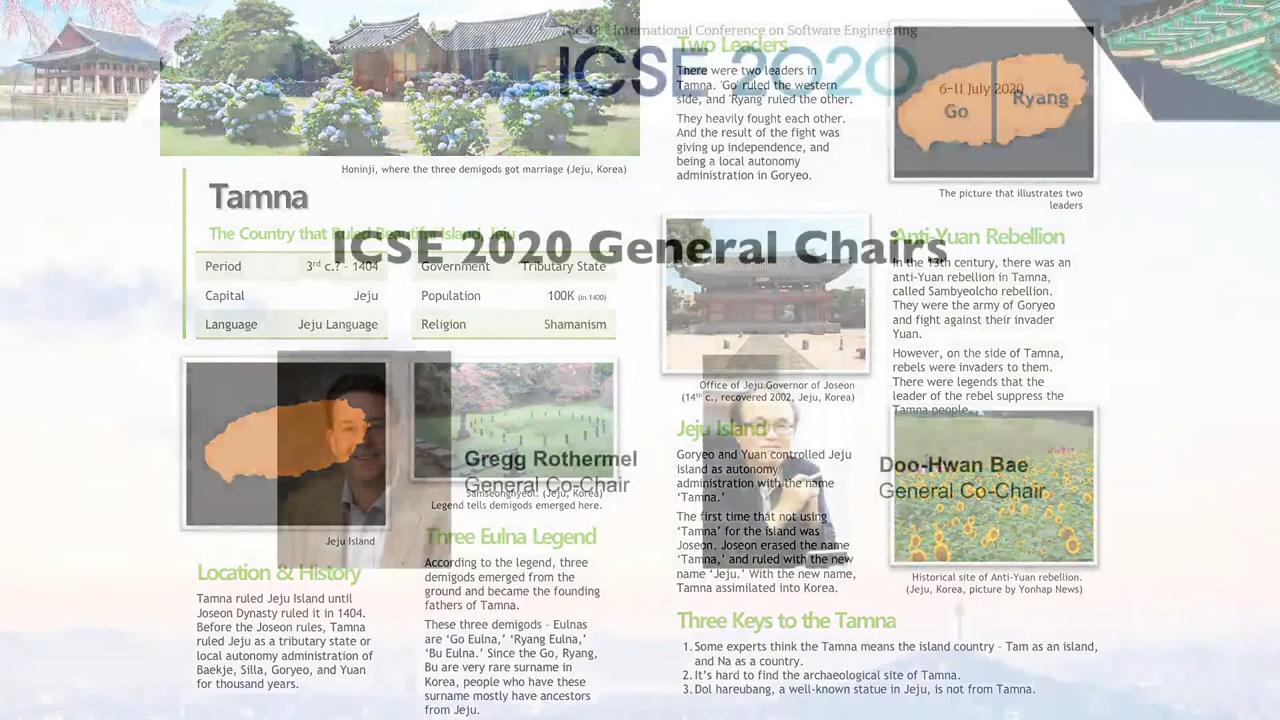 The 42nd International Conference on Software Engineering
ICSE 2020
6-11 July 2020
ICSE 2020 General Chairs
Gregg Rothermel
General Co-Chair
Doo-Hwan Bae
General Co-Chair
Honinji, where the three demigods got marriage (Jeju, Korea)
Tamna
The Country that Ruled Beautiful Island, Jeju
Period 3rd c.? - 1404
Capital Jeju
Language Jeju Language
Government Tributary State
Population 100K (in 1400)
Religion Shamanism
Jeju Island
Location & History
Tamna ruled Jeju Island until
Joseon Dynasty ruled it in 1404.
Before the Joseon rules, Tamna
ruled Jeju as a tributary state or
local autonomy administration of
Baekje, Silla, Goryeo, and Yuan
for thousand years.
Samseonghyeol. (Jeju, Korea)
Legend tells demigods emerged here.
Three Eulna Legend
According to the legend, three
demigods emerged from the
ground and became the founding
fathers of Tamna.
These three demigods - Eulnas
are ‘Go Eulna,’ ‘Ryang Eulna,’
‘Bu Eulna.’ Since the Go, Ryang,
Bu are very rare surname in
Korea, people who have these
surname mostly have ancestors
from Jeju.
Two Leaders
There were two leaders in
Tamna. 'Go' ruled the western
side, and 'Ryang' ruled the other.
They heavily fought each other.
And the result of the fight was
giving up independence, and
being a local autonomy
administration in Goryeo.
Go
Ryang
The picture that illustrates two
leaders
Office of Jeju Governor of Joseon
(14th c., recovered 2002, Jeju, Korea)
Jeju Island
Goryeo and Yuan controlled Jeju
island as autonomy
administration with the name
‘Tamna.’
The first time that not using
‘Tamna’ for the island was
Joseon. Joseon erased the name
‘Tamna,’ and ruled with the new
name ‘Jeju.’ With the new name,
Tamna assimilated into Korea.
Anti-Yuan Rebellion
In the 13th century, there was an
anti-Yuan rebellion in Tamna,
called Sambyeolcho rebellion.
They were the army of Goryeo
and fight against their invader
Yuan.
However, on the side of Tamna,
rebels were invaders to them.
There were legends that the
leader of the rebel suppress the
Tamna people.
Historical site of Anti-Yuan rebellion.
(Jeju, Korea, picture by Yonhap News)
Three Keys to the Tamna
1. Some experts think the Tamna means the island country – Tam as an island,
and Na as a country.
2. It’s hard to find the archaeological site of Tamna.
3. Dol hareubang, a well-known statue in Jeju, is not from Tamna.